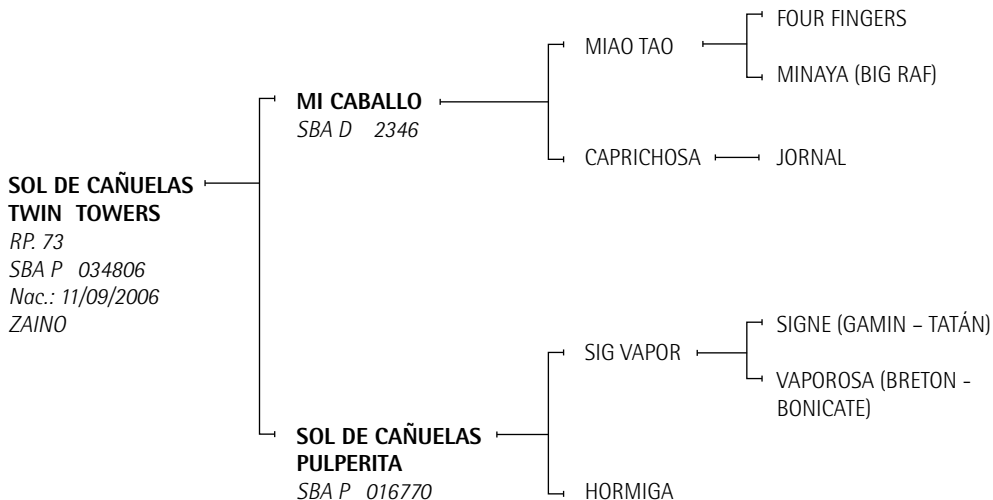 FOUR FINGERS
MIAO TAO
MINAYA (BIG RAF)
MI CABALLO
SBA D 2346
CAPRICHOSA
JORNAL
SOL DE CAÑUELAS
TWIN TOWERS
RP. 73
SBA P 034806
Nac.: 11/09/2006
ZAINO
SIGNE (GAMIN – TATÁN)
SIG VAPOR
VAPOROSA (BRETON -
BONICATE)
SOL DE CAÑUELAS
PULPERITA
SBA P 016770
HORMIGA